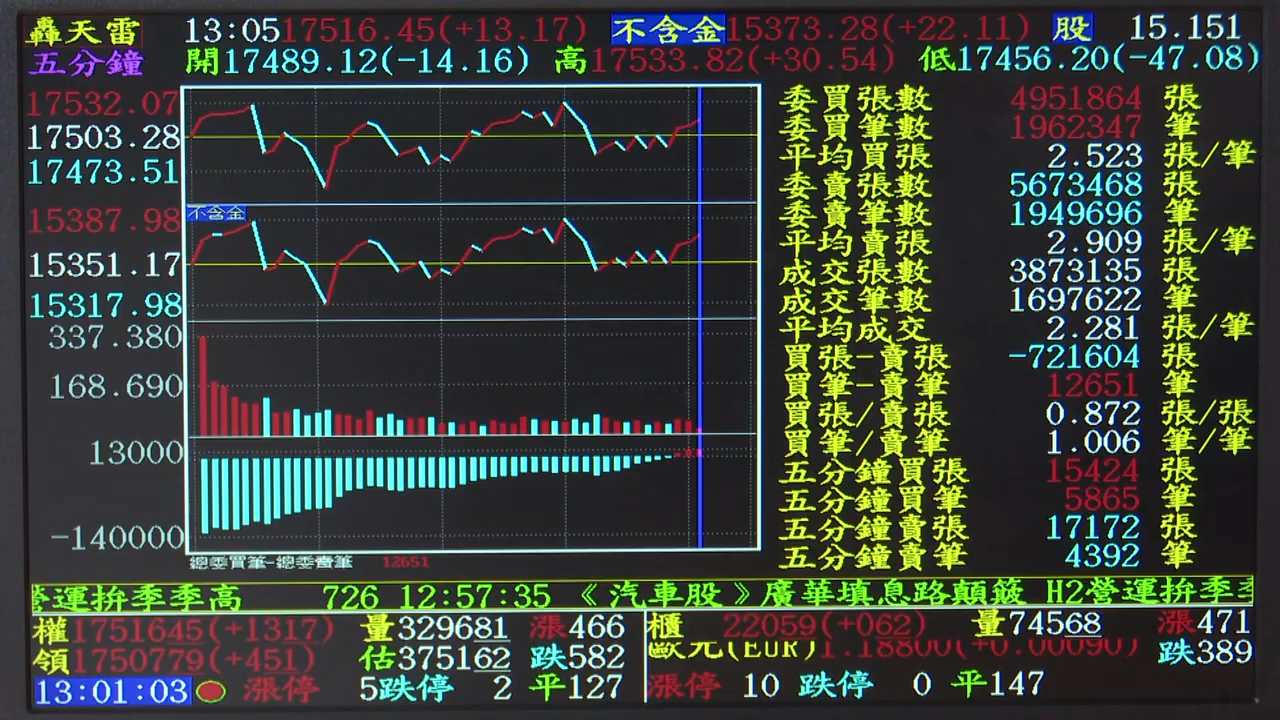 轟天雷 13:05 17516.45(+13.17) 不含金 15373.28(+22.11) 股 15.151
五分鐘 開17489.12(-14.16) 高17533.82(+30.54) 低17456.20(-47.08)
17532.07
17503.28
17473.51
15387.98 不含金
15351.17
15317.98
337.380
168.690
13000
-140000
總委買筆-總委賣筆 12651
委買張數 4951864 張
委買筆數 1962347 筆
平均買張 2.523 張/筆
委賣張數 5673468 張
委賣筆數 1949696 筆
平均賣張 2.909 張/筆
成交張數 3873135 張
成交筆數 1697622 筆
平均成交 2.281 張/筆
買張-賣張 -721604 張
買筆-賣筆 12651 筆
買張/賣張 0.872 張/張
買筆/賣筆 1.006 筆/筆
五分鐘買張 15424 張
五分鐘買筆 5865 筆
五分鐘賣張 17172 張
五分鐘賣筆 4392 筆
營運拚季季高 726 12:57:35 《汽車股》廣華填息路顛簸 H2營運拚季季
權1751645(+1317) 量329681 漲466 櫃 22059(+062) 量74568 漲471
領1750779(+451) 估375162 跌582 歐元(EUR) 1.18800(+0.00090) 跌389
13:01:03 漲停 5跌停 2 平127 漲停 10 跌停 0 平147